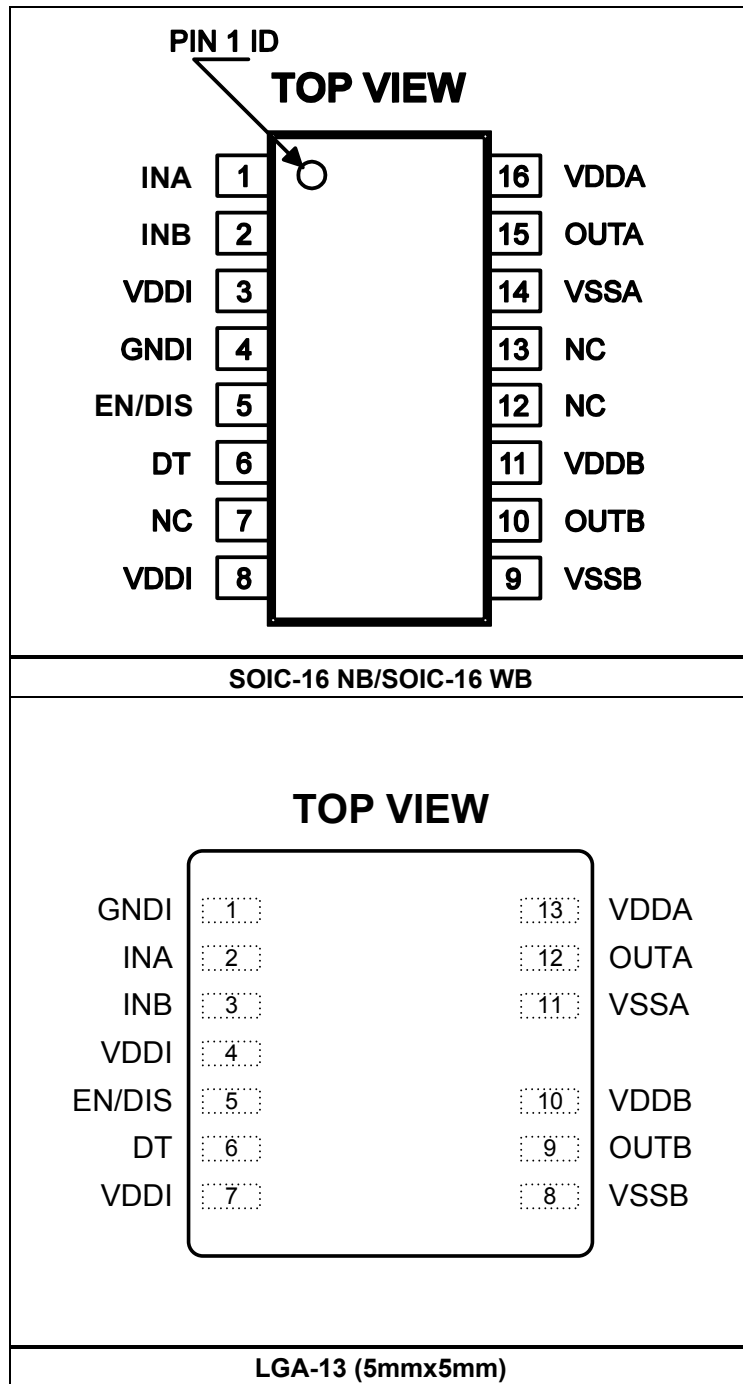 PIN 1 ID
TOP VIEW
INA 1 16 VDDA
INB 2 15 OUTA
VDDI 3 14 VSSA
GNDI 4 13 NC
EN/DIS 5 12 NC
DT 6 11 VDDB
NC 7 10 OUTB
VDDI 8 9 VSSB
SOIC-16 NB/SOIC-16 WB
TOP VIEW
GNDI 1 13 VDDA
INA 2 12 OUTA
INB 3 11 VSSA
VDDI 4
EN/DIS 5 10 VDDB
DT 6 9 OUTB
VDDI 7 8 VSSB
LGA-13 (5mmx5mm)